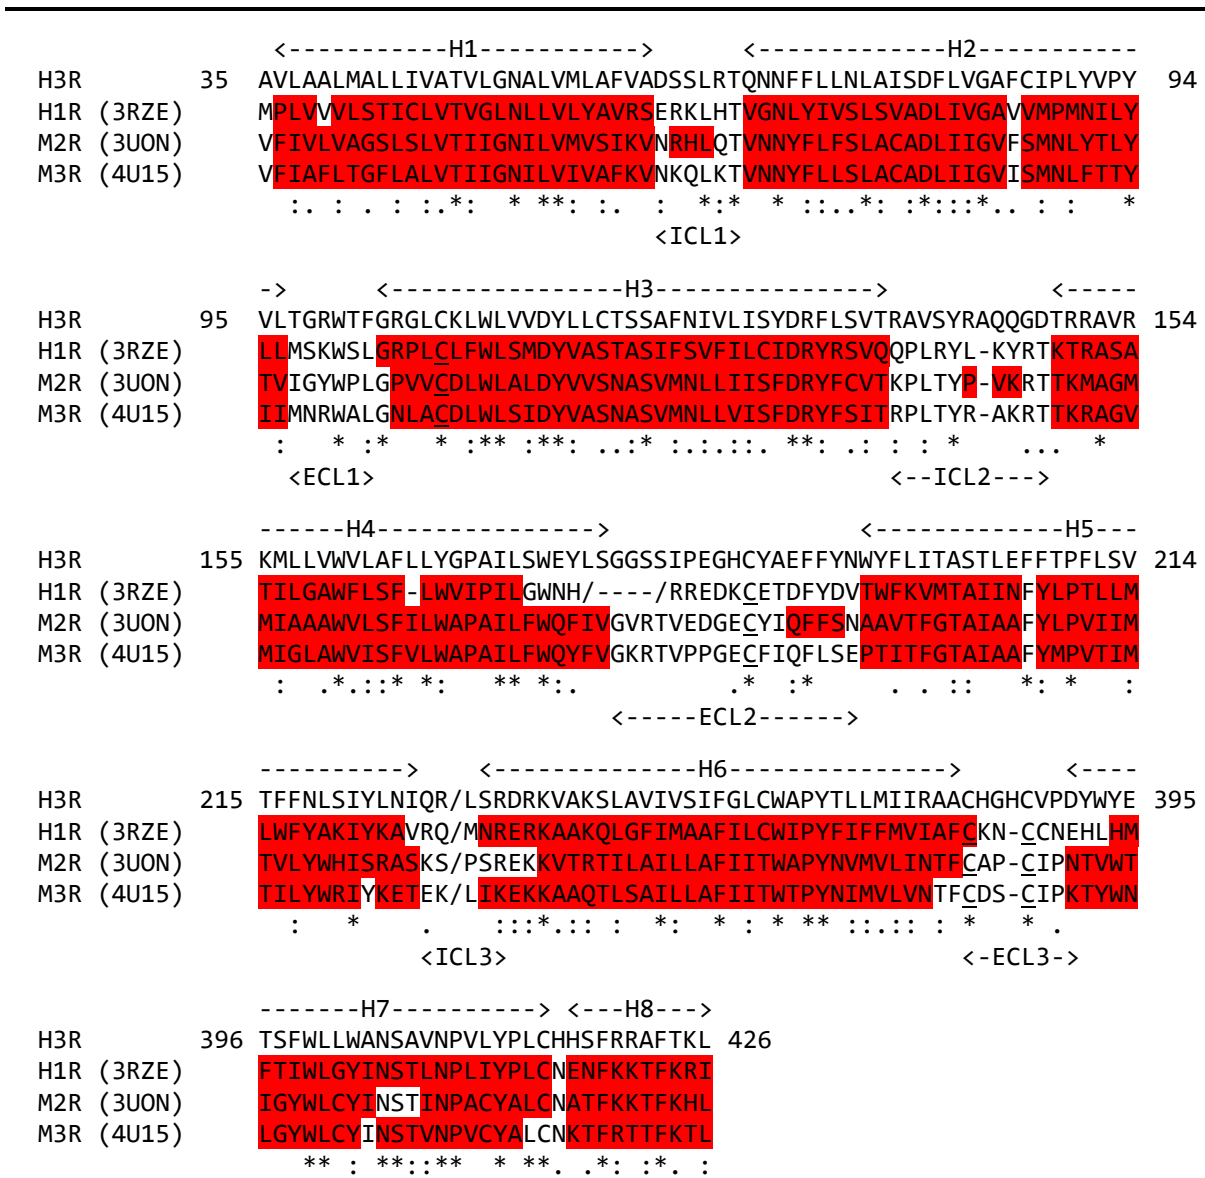 <-----------H1----------->      <-------------H2-----------
H3R        35  AVLAALMALLIVATVLGNALVMLAFVADSSLRTQNNFFLLNLAISDFLVGAFCIPLYVPY  94
H1R (3RZE)     MPLVVVLSTICLVTVGLNLLVLYAVRSERKLHTVGNLYIVSLSVADLIVGAVVMPMNILY
M2R (3UON)     VFIVLVAGSLSLVTIIGNILVMVSIKVNRHLQTVNNYFLFSLACADLIIGVFSMNLYTLY
M3R (4U15)     VFIAFLTGFLALVTIIGNILVIVAFKVNKQLKTVNNYFLLSLACADLIIGVISMNLFTTY
:. : . : :.*:  * **: :.  :  *:*  * ::..*: :*:::*.. : :   *
<ICL1>
->      <----------------H3--------------->           <-----
H3R        95  VLTGRWTFGRGLCKLWLVVDYLLCTSSAFNIVLISYDRFLSVTRAVSYRAQQGDTRRAVR 154
H1R (3RZE)     LLMSKWSLGRPLCLFWLSMDYVASTASIFSVFILCIDRYRSVQQPLRYL-KYRTKTRASA
M2R (3UON)     TVIGYWPLGPVVCDLWLALDYVVSNASVMNLLIISFDRYFCVTKPLTYP-VKRTTKMAGM
M3R (4U15)     IIMNRWALGNLACDLWLSIDYVASNASVMNLLVISFDRYFSITRPLTYR-AKRTTKRAGV
:   * :*   * :** :**: ..:* :.:.::. **: .: : : *    ...  *
<ECL1>                                   <--ICL2--->
------H4--------------->                 <-------------H5---
H3R        155 KMLLVWVLAFLLYGPAILSWEYLSGGSSIPEGHCYAEFFYNWYFLITASTLEFFTPFLSV 214
H1R (3RZE)     TILGAWFLSF-LWVIPILGWNH/----/RREDKCETDFYDVTWFKVMTAIINFYLPTLLM
M2R (3UON)     MIAAAWVLSFILWAPAILFWQFIVGVRTVEDGECYIQFFSNAAVTFGTAIAAFYLPVIIM
M3R (4U15)     MIGLAWVISFVLWAPAILFWQYFVGKRTVPPGECFIQFLSEPTITFGTAIAAFYMPVTIM
:  .*.::* *:   ** *:.           .*  :*     . . ::   *: *   :
<-----ECL2------>
---------->    <--------------H6---------------->       <----
H3R        215 TFFNLSIYLNIQR/LSRDRKVAKSLAVIVSIFGLCWAPYTLLMIIRAACHGHCVPDYWYE 395
H1R (3RZE)     LWFYAKIYKAVRQ/MNRERKAAKQLGFIMAAFILCWIPYFIFFMVIAFCKN-CCNEHLHM
M2R (3UON)     TVLYWHISRASKS/PSREKKVTRTILAILLAFIITWAPYNVMVLINTFCAP-CIPNTVWT
M3R (4U15)     TILYWRIYKETEK/LIKEKKAAQTLSAILLAFIITWTPYNIMVLVNTFCDS-CIPKTYWN
:   *    .    :::*.:: :  *:  * : * ** ::.:: : *   * .
<ICL3>                               <-ECL3->
-------H7----------> <---H8--->
H3R        396 TSFWLLWANSAVNPVLYPLCHHSFRRAFTKL 426
H1R (3RZE)     FTIWLGYINSTLNPLIYPLCNENFKKTFKRI
M2R (3UON)     IGYWLCYINSTINPACYALCNATFKKTFKHL
M3R (4U15)     LGYWLCYINSTVNPVCYALCNKTFRTTFKTL
** : **::**  * **. .*: :*. :